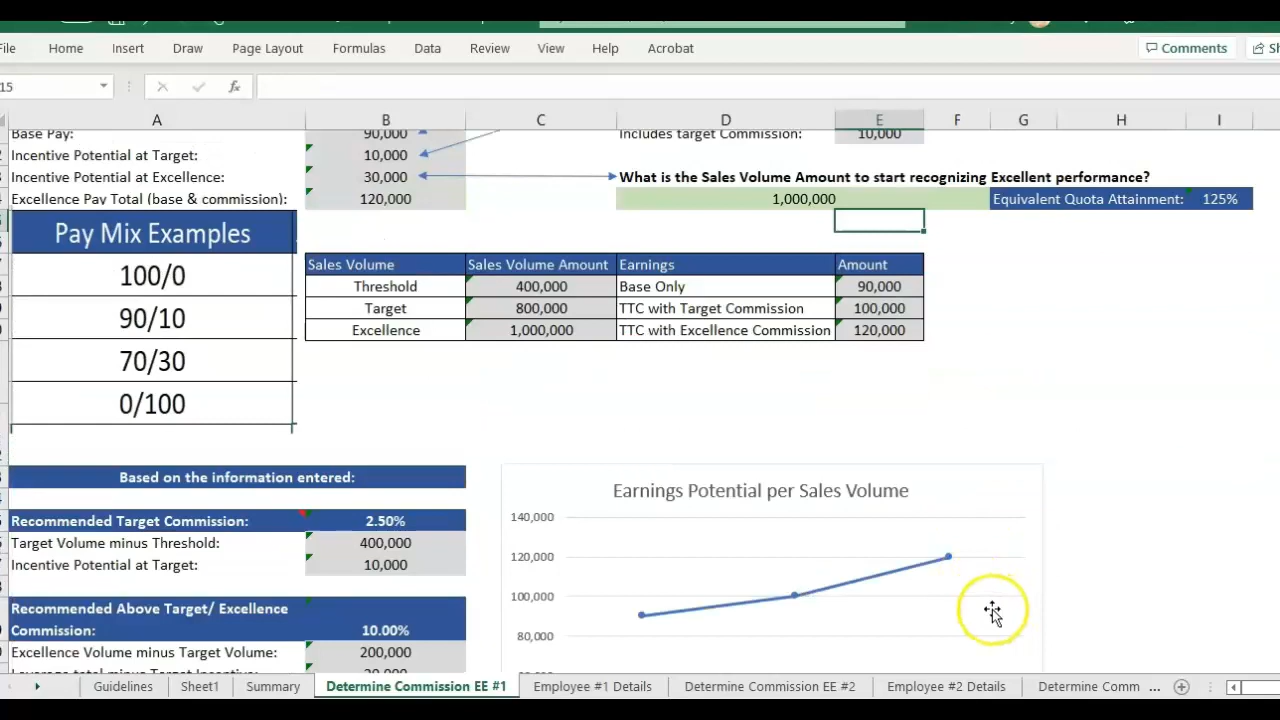 File Home Insert Draw Page Layout Formulas Data Review View Help Acrobat Comments
15 fx
A B C D E F G H I
Base Pay: 90,000 Includes target Commission: 10,000
Incentive Potential at Target: 10,000
Incentive Potential at Excellence: 30,000 What is the Sales Volume Amount to start recognizing Excellent performance?
Excellence Pay Total (base & commission): 120,000 1,000,000 Equivalent Quota Attainment: 125%
Pay Mix Examples
100/0
90/10
70/30
0/100
Sales Volume Sales Volume Amount Earnings Amount
Threshold 400,000 Base Only 90,000
Target 800,000 TTC with Target Commission 100,000
Excellence 1,000,000 TTC with Excellence Commission 120,000
Based on the information entered:
Recommended Target Commission: 2.50%
Target Volume minus Threshold: 400,000
Incentive Potential at Target: 10,000
Recommended Above Target/ Excellence
Commission: 10.00%
Excellence Volume minus Target Volume: 200,000
Earnings Potential per Sales Volume
140,000
120,000
100,000
80,000
Guidelines Sheet1 Summary Determine Commission EE #1 Employee #1 Details Determine Commission EE #2 Employee #2 Details Determine Comm ...